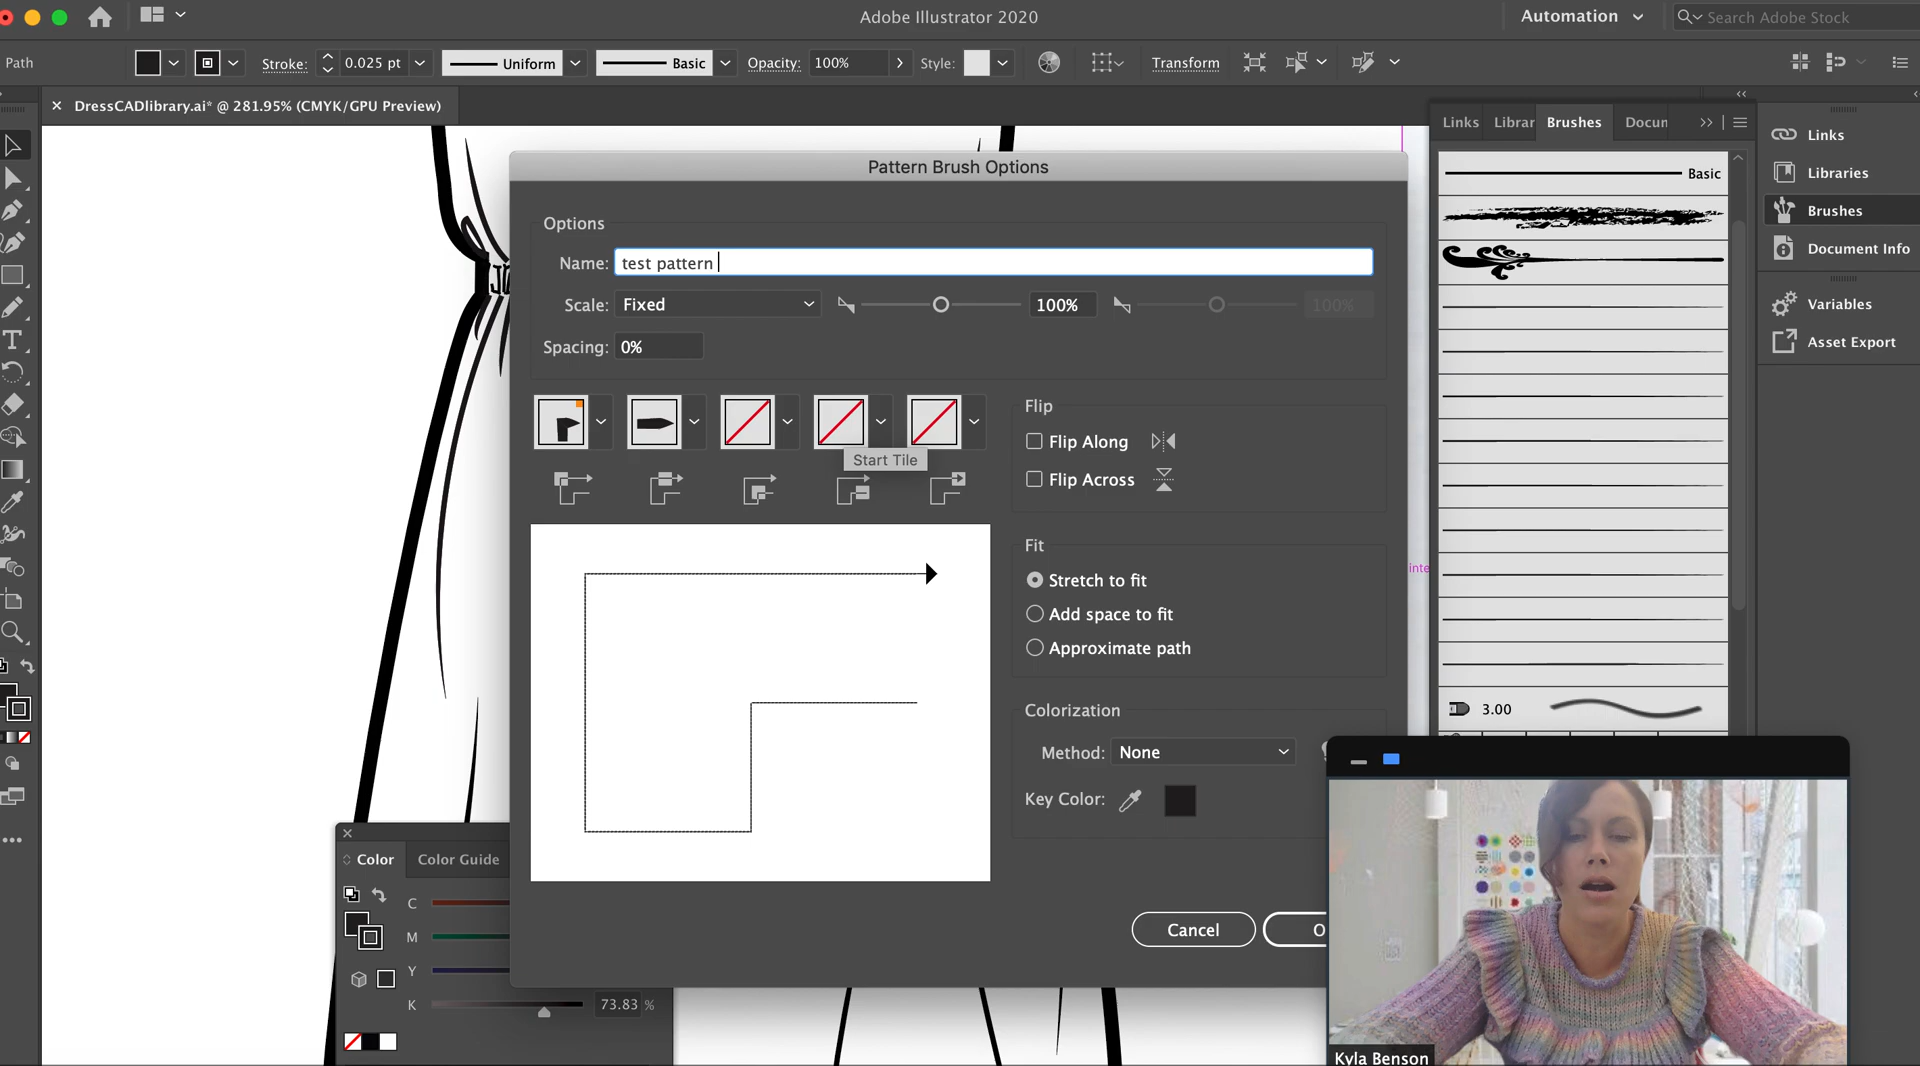 Adobe Illustrator 2020
Automation
Search Adobe Stock
Path
Stroke:
0.025 pt
Uniform
Basic
Opacity:
100%
Style:
Transform
DressCADlibrary.ai* @ 281.95% (CMYK/GPU Preview)
Links
Librar
Brushes
Docun
Links
Libraries
Brushes
Document Info
Variables
Asset Export
Basic
3.00
Pattern Brush Options
Options
Name: test pattern
Scale: Fixed
100%
100%
Spacing: 0%
Start Tile
Flip
Flip Along
Flip Across
Fit
Stretch to fit
Add space to fit
Approximate path
Colorization
Method: None
Key Color:
Cancel
O
inte
Color
Color Guide
C
M
Y
K
73.83 %
Kyla Benson